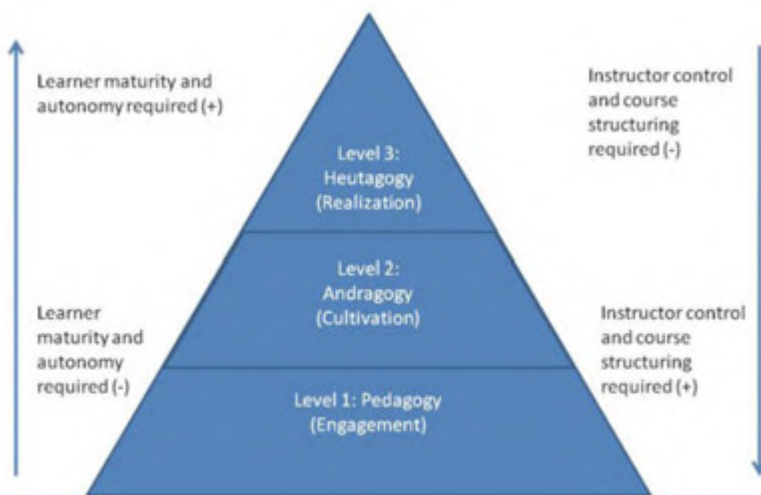 Learner maturity and
autonomy required (+)
Instructor control
and course
structuring
required (-)
Level 3:
Heutagogy
(Realization)
Level 2:
Andragogy
(Cultivation)
Learner
maturity and
autonomy
required (-)
Instructor control
and course
structuring
required (+)
Level 1: Pedagogy
(Engagement)